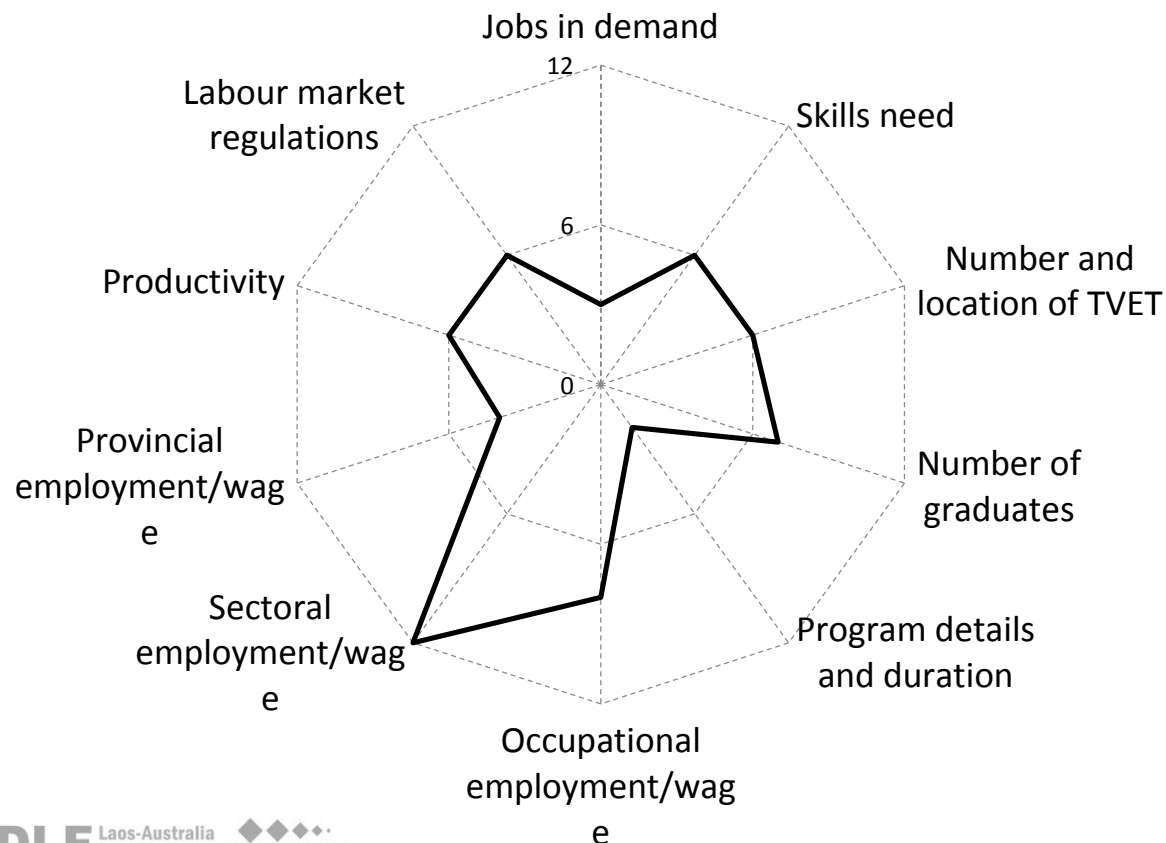 Jobs in demand
12
Labour market
regulations
Skills need
6
Number and
location of TVET
Productivity
0
Provincial
employment/wag
e
Number of
graduates
Sectoral
employment/wag
e
Program details
and duration
Occupational
employment/wag
e
Laos-Australia